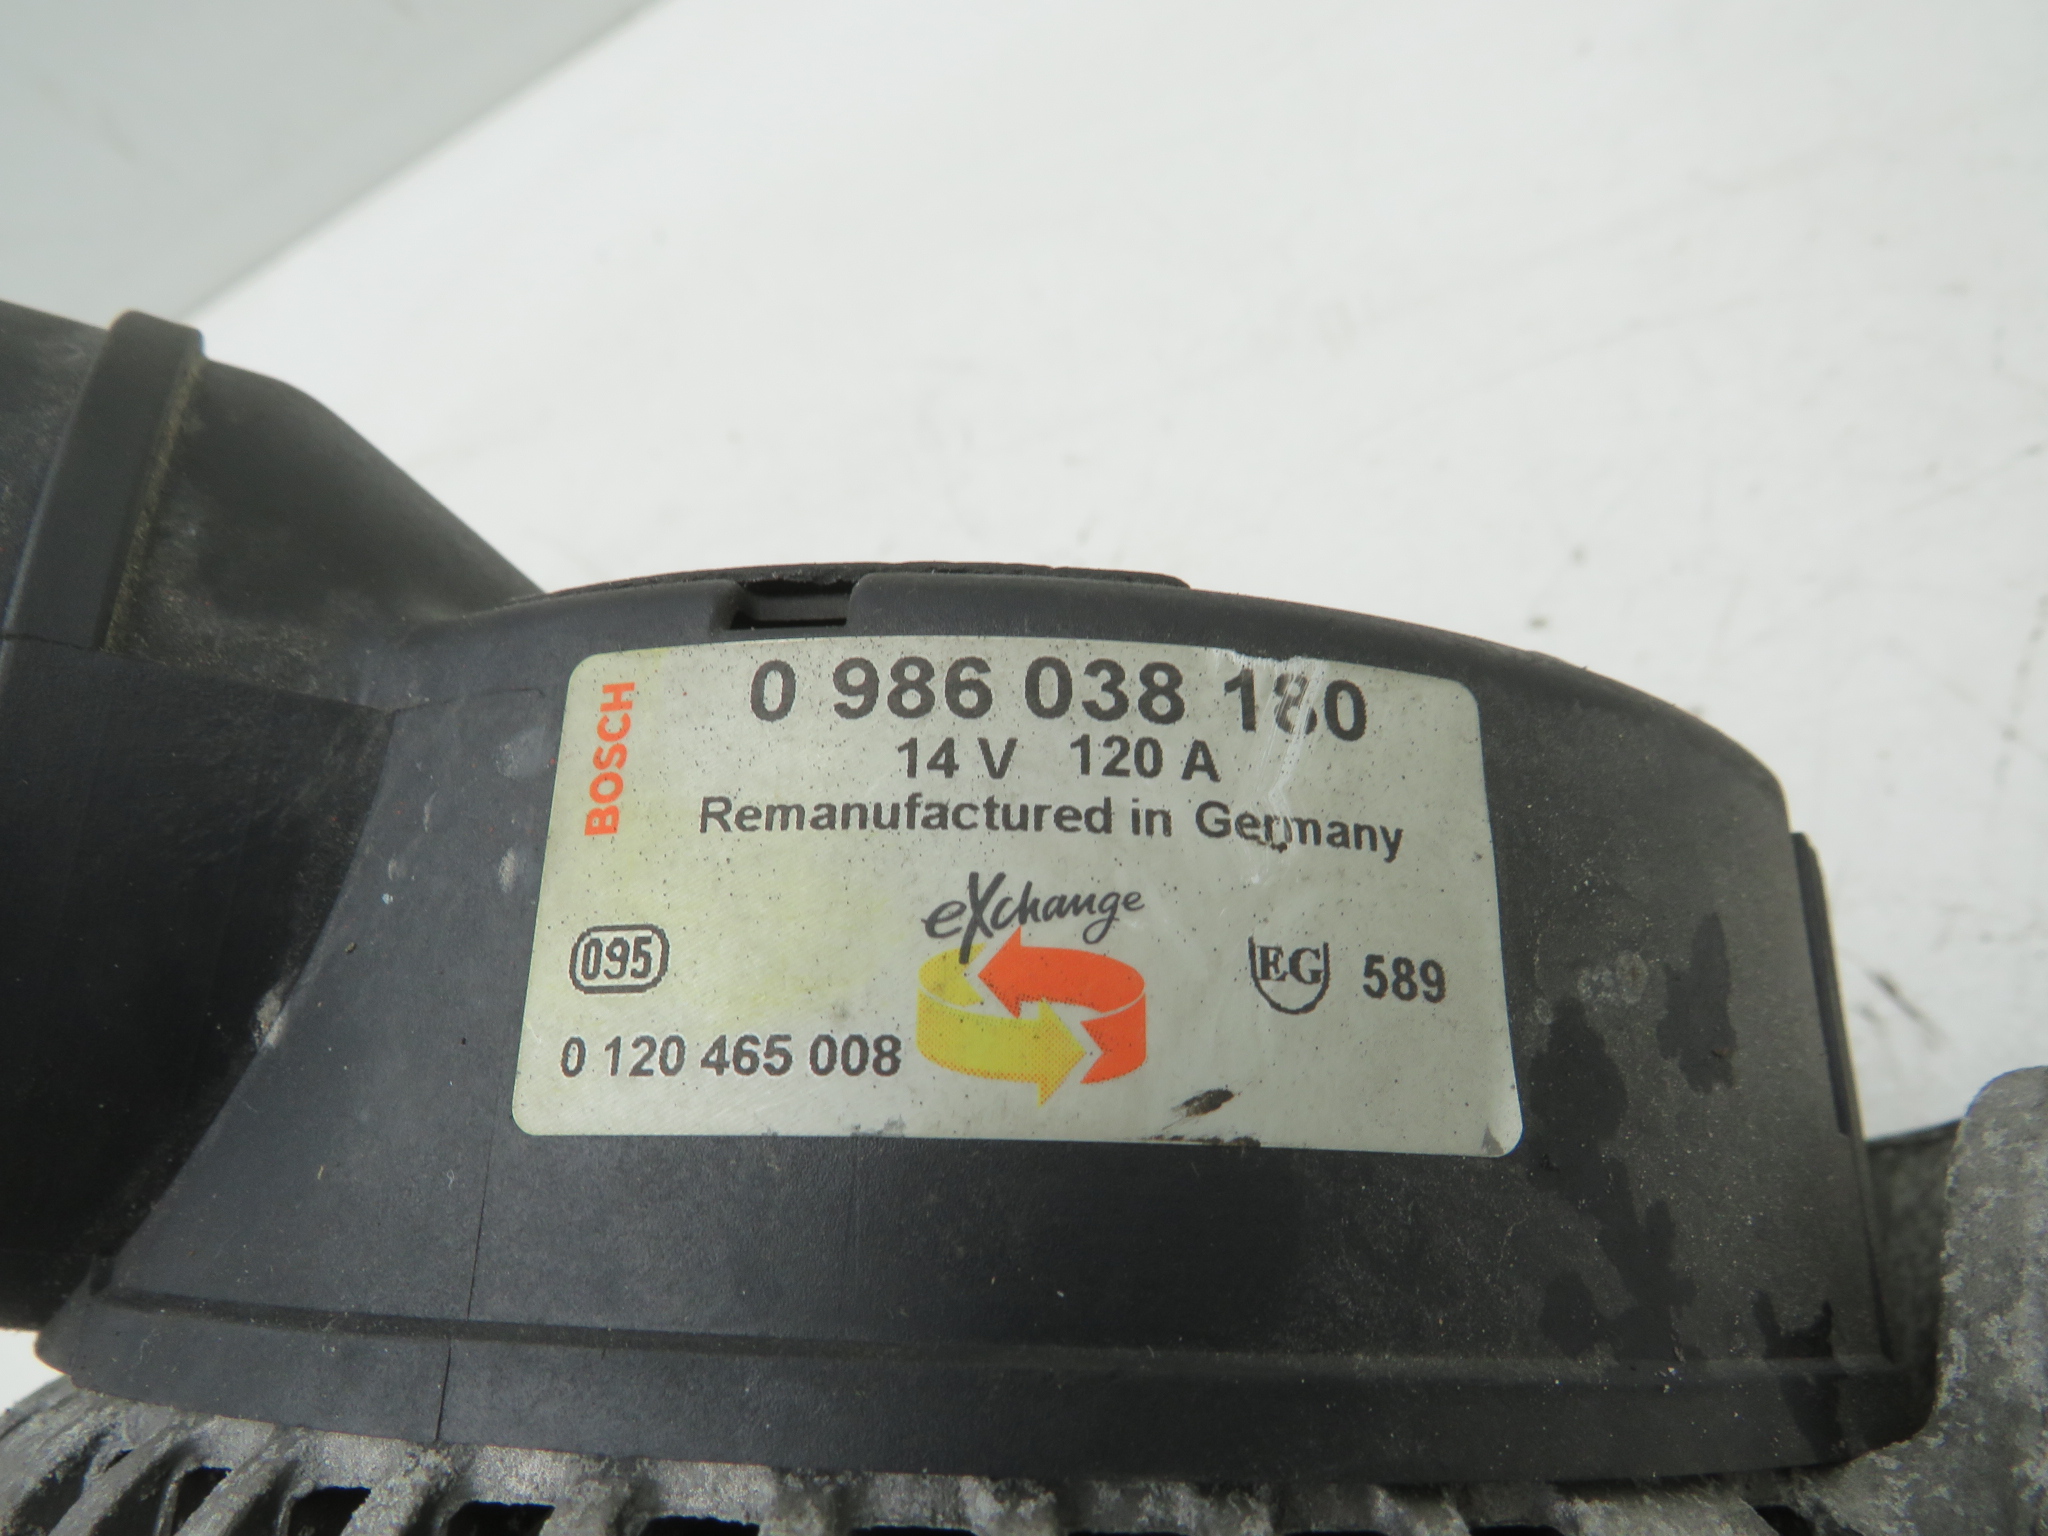 BOSCH
0 986 038 180
14 V 120 A
Remanufactured in Germany
eXchange
095
EG 589
0 120 465 008